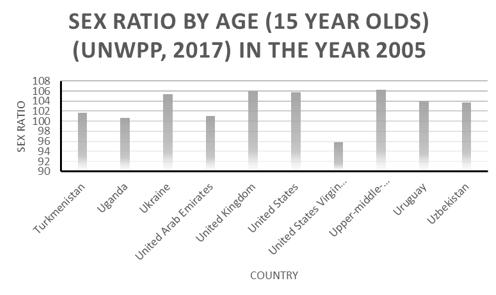 SEX RATIO BY AGE (15 YEAR OLDS)
(UNWPP, 2017) IN THE YEAR 2005
108
106
104
102
100
98
96
94
92
90
SEX RATIO
Turkmenistan
Uganda
Ukraine
United Arab Emirates
United Kingdom
United States
United States Virgin...
Upper-middle-...
Uruguay
Uzbekistan
COUNTRY